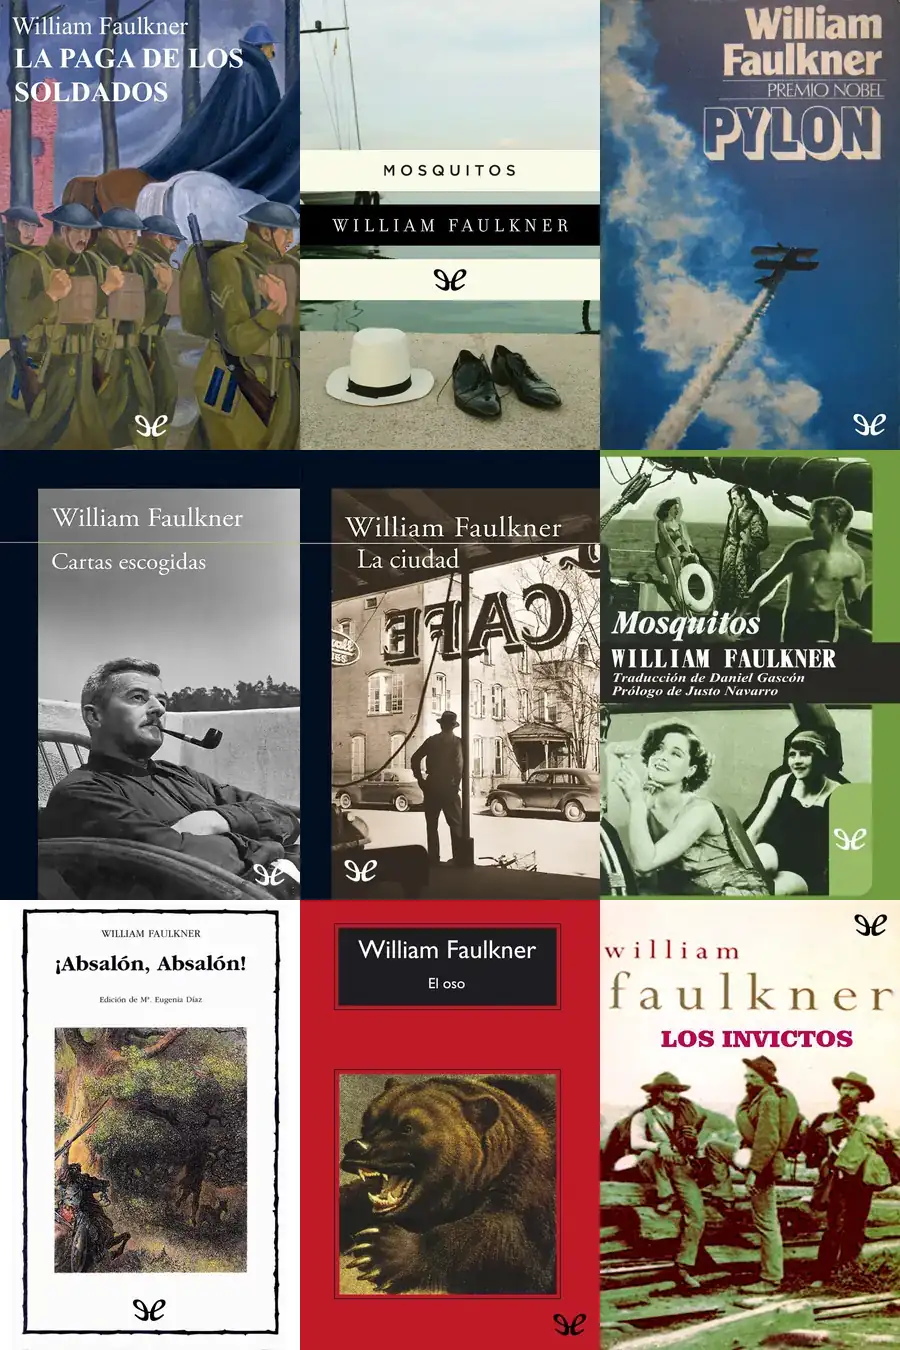 William Faulkner
LA PAGA DE LOS
SOLDADOS
MOSQUITOS
WILLIAM FAULKNER
William
Faulkner
PREMIO NOBEL
PYLON
William Faulkner
Cartas escogidas
William Faulkner
La ciudad
CAFE
Mosquitos
WILLIAM FAULKNER
Traducción de Daniel Gascón
Prólogo de Justo Navarro
WILLIAM FAULKNER
¡Absalón, Absalón!
Edición de Mª. Eugenia Díaz
William Faulkner
El oso
william
faulkner
LOS INVICTOS